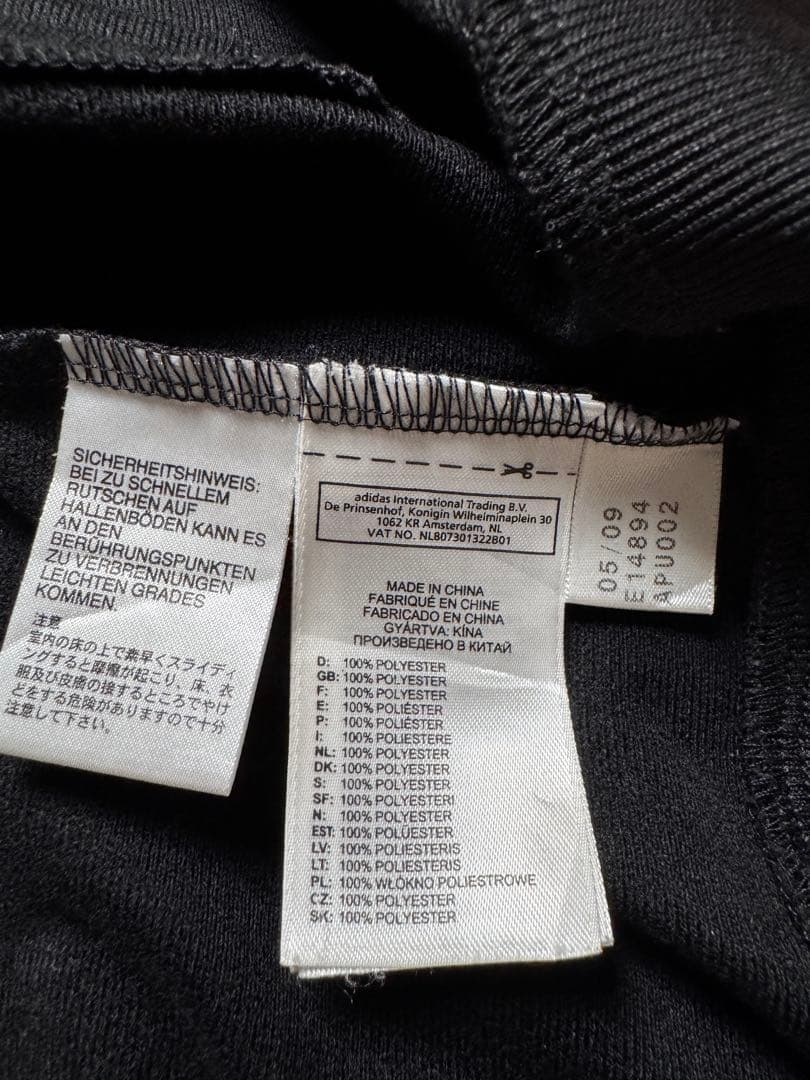 SICHERHEITSHINWEIS:
BEI ZU SCHNELLEM
RUTSCHEN AUF
HALLENBÖDEN KANN ES
AN DEN
BERÜHRUNGSPUNKTEN
ZU VERBRENNUNGEN
LEICHTEN GRADES
KOMMEN.
注意
室内の床の上で素早くスライディ
ングすると摩擦が起こり、床、衣
服及び皮膚の接するところでやけ
どをする危険がありますので十分
注意して下さい。
adidas International Trading B.V.
De Prinsenhof, Konigin Wilheiminaplein 30
1062 KR Amsterdam, NL
VAT NO. NL807301322B01
MADE IN CHINA
FABRIQUÉ EN CHINE
FABRICADO EN CHINA
GYÁRTVA: KÍNA
ПРОИЗВЕДЕНО В КИТАЙ
D: 100% POLYESTER
GB: 100% POLYESTER
F: 100% POLYESTER
E: 100% POLIÉSTER
P: 100% POLIÉSTER
I: 100% POLIESTERE
NL: 100% POLYESTER
DK: 100% POLYESTER
S: 100% POLYESTER
SF: 100% POLYESTERI
N: 100% POLYESTER
EST: 100% POLÜESTER
LV: 100% POLIESTERIS
LT: 100% POLIESTERIS
PL: 100% WŁÓKNO POLIESTROWE
CZ: 100% POLYESTER
SK: 100% POLYESTER
05/09
E14894
APU002